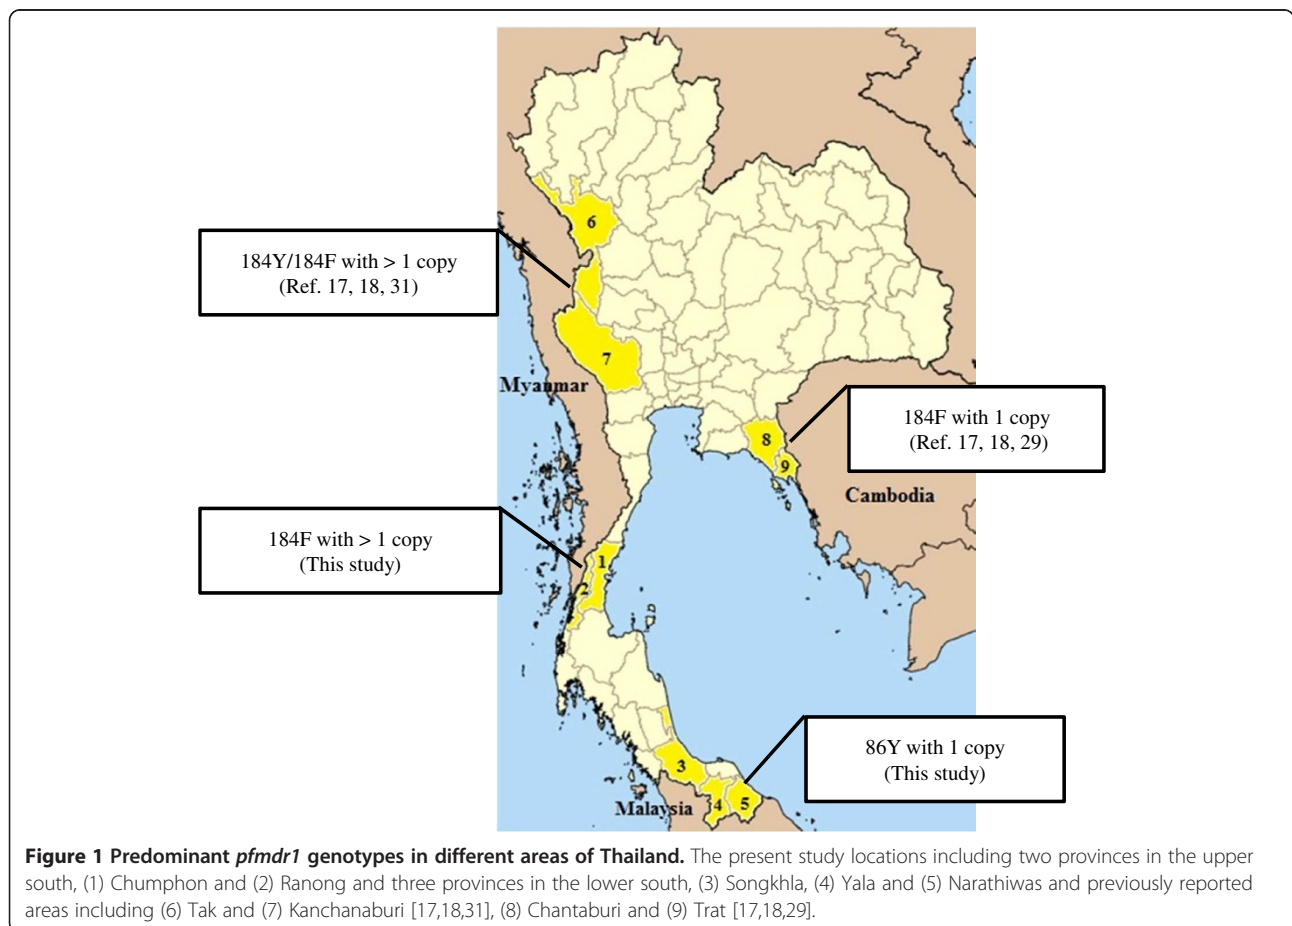 6
184Y/184F with > 1 copy
(Ref. 17, 18, 31)
7
Myanmar
8
184F with 1 copy
(Ref. 17, 18, 29)
9
Cambodia
184F with > 1 copy
(This study)
1
2
86Y with 1 copy
(This study)
3
Malaysia
4
5
Figure 1 Predominant pfmdr1 genotypes in different areas of Thailand. The present study locations including two provinces in the upper
south, (1) Chumphon and (2) Ranong and three provinces in the lower south, (3) Songkhla, (4) Yala and (5) Narathiwas and previously reported
areas including (6) Tak and (7) Kanchanaburi [17,18,31], (8) Chantaburi and (9) Trat [17,18,29].